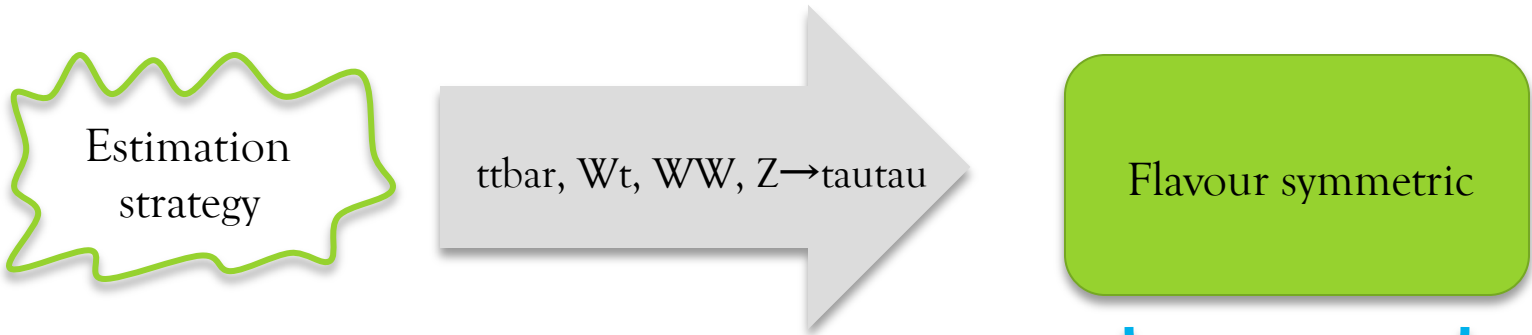 Estimation
strategy
ttbar, Wt, WW, Z→tautau
Flavour symmetric